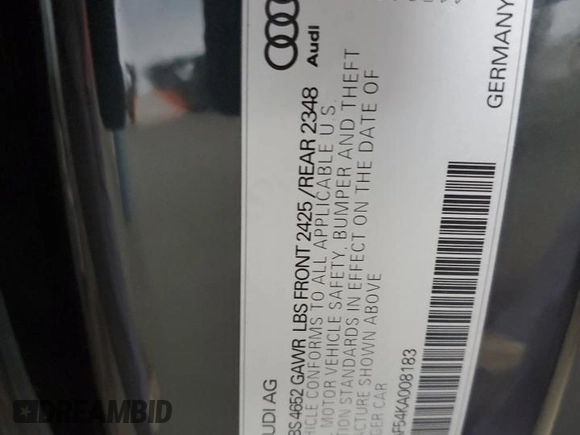 Audi
GERMANY
UDI AG
BS 4652 GAWR LBS FRONT 2425 /REAR 2348
HICLE CONFORMS TO ALL APPLICABLE U.S.
MOTOR VEHICLE SAFETY, BUMPER AND THEFT
TION STANDARDS IN EFFECT ON THE DATE OF
CTURE SHOWN ABOVE
GER CAR
F54KA008183
DREAMBID